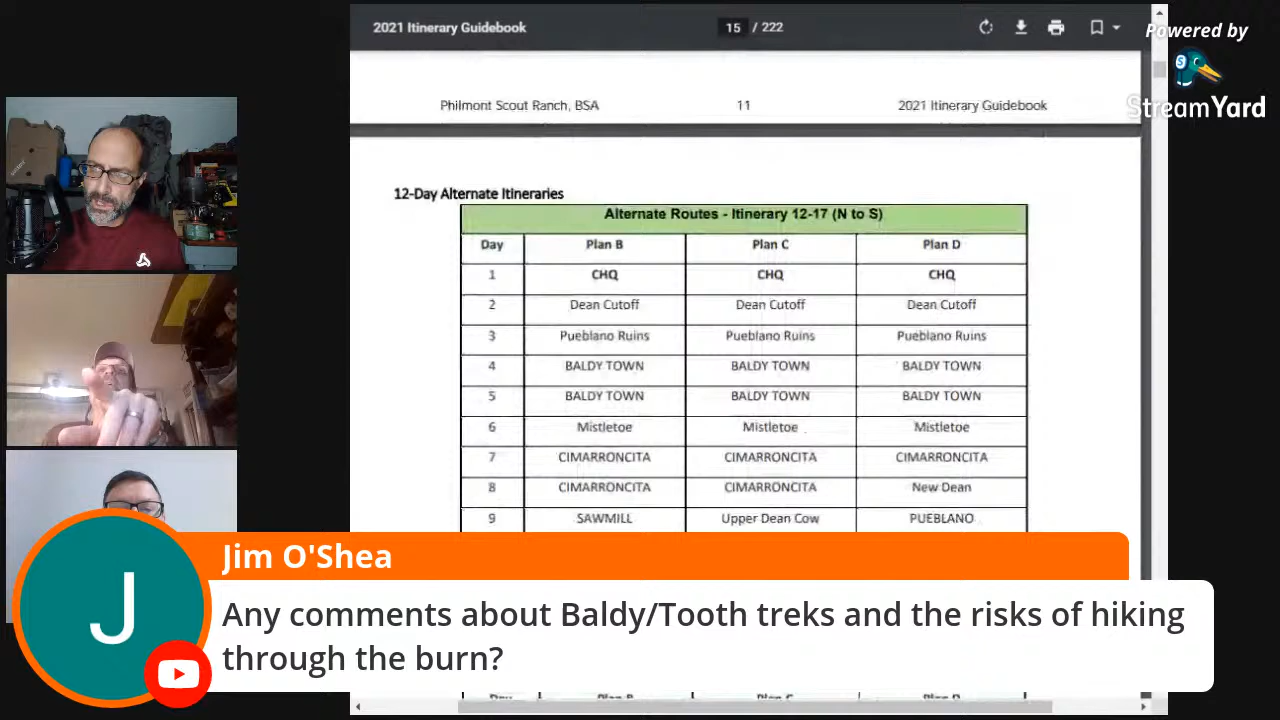 2021 Itinerary Guidebook
15 / 222
Powered by
StreamYard
Philmont Scout Ranch, BSA 11 2021 Itinerary Guidebook
12-Day Alternate Itineraries
Alternate Routes - Itinerary 12-17 (N to S)
Day Plan B Plan C Plan D
1 CHQ CHQ CHQ
2 Dean Cutoff Dean Cutoff Dean Cutoff
3 Pueblano Ruins Pueblano Ruins Pueblano Ruins
4 BALDY TOWN BALDY TOWN BALDY TOWN
5 BALDY TOWN BALDY TOWN BALDY TOWN
6 Mistletoe Mistletoe Mistletoe
7 CIMARRONCITA CIMARRONCITA CIMARRONCITA
8 CIMARRONCITA CIMARRONCITA New Dean
9 SAWMILL Upper Dean Cow PUEBLANO
J
Jim O'Shea
Any comments about Baldy/Tooth treks and the risks of hiking
through the burn?